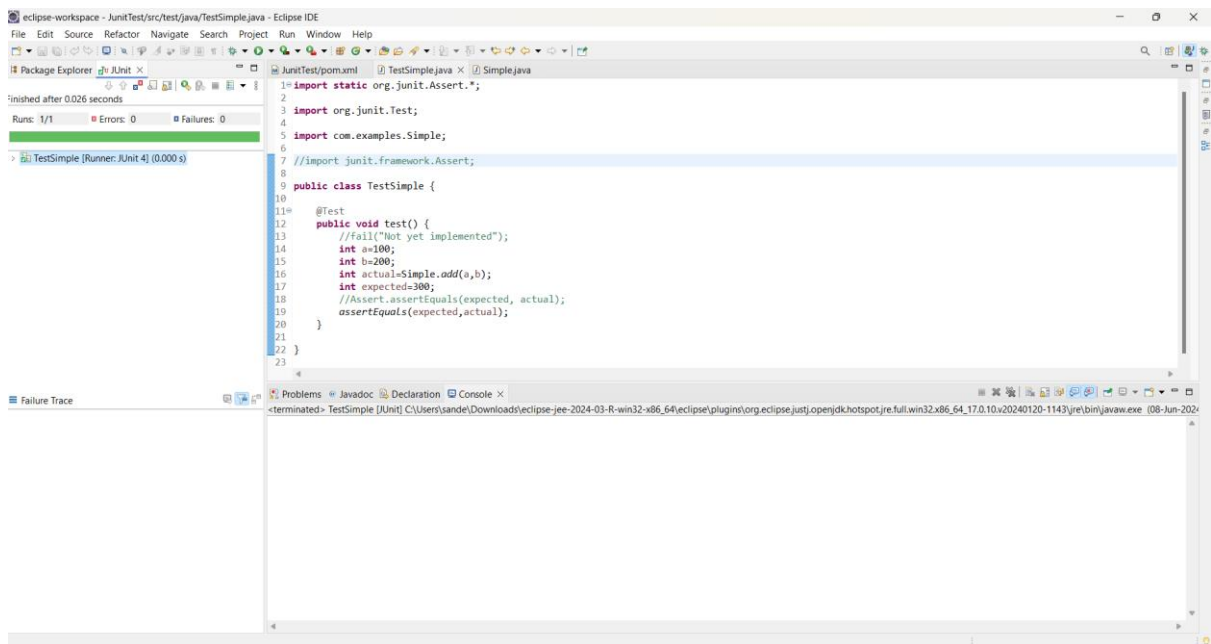 eclipse-workspace - JunitTest/src/test/java/TestSimple.java - Eclipse IDE
File Edit Source Refactor Navigate Search Project Run Window Help
Package Explorer JUnit
Finished after 0.026 seconds
Runs: 1/1 Errors: 0 Failures: 0
TestSimple [Runner: JUnit 4] (0.000 s)
Failure Trace
JunitTest/pom.xml TestSimple.java Simple.java
1 import static org.junit.Assert.*;
2
3 import org.junit.Test;
4
5 import com.examples.Simple;
6
7 //import junit.framework.Assert;
8
9 public class TestSimple {
10
11 @Test
12 public void test() {
13 //fail("Not yet implemented");
14 int a=100;
15 int b=200;
16 int actual=Simple.add(a,b);
17 int expected=300;
18 //Assert.assertEquals(expected, actual);
19 assertEquals(expected,actual);
20 }
21
22 }
23
Problems Javadoc Declaration Console
<terminated> TestSimple [JUnit] C:\Users\sande\Downloads\eclipse-jee-2024-03-R-win32-x86_64\eclipse\plugins\org.eclipse.justj.openjdk.hotspot.jre.full.win32.x86_64_17.0.10.v20240120-1143\jre\bin\javaw.exe (08-Jun-2024